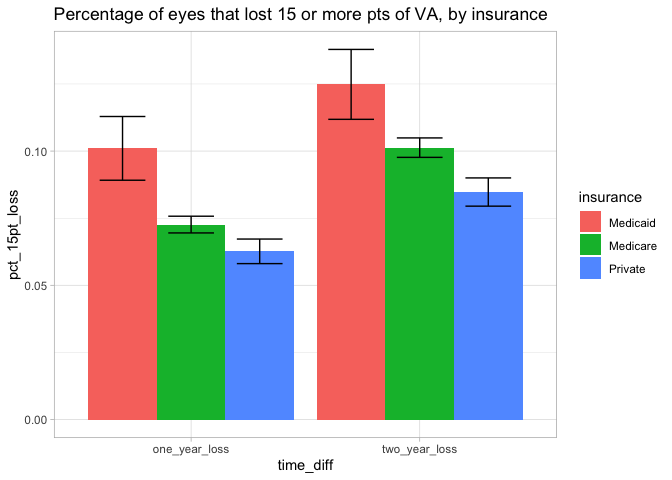 Percentage of eyes that lost 15 or more pts of VA, by insurance
pct_15pt_loss
0.10
0.05
0.00
one_year_loss
two_year_loss
time_diff
insurance
Medicaid
Medicare
Private